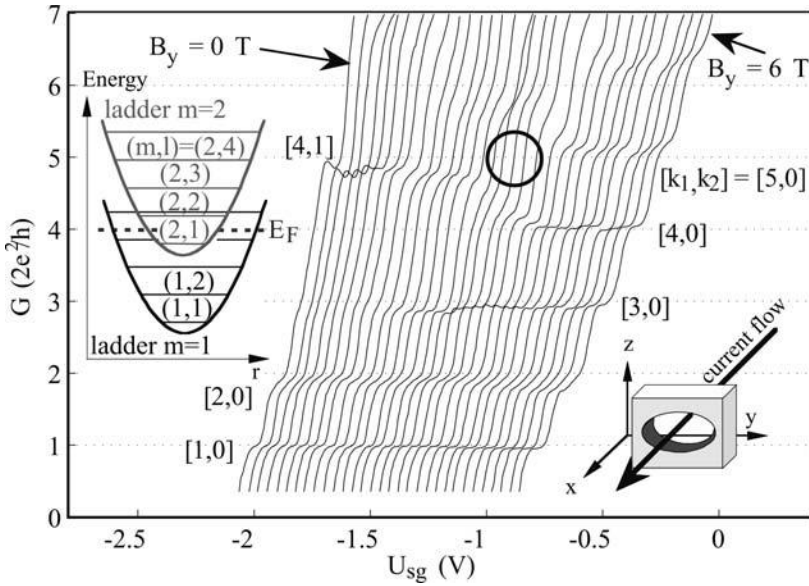 7
6
5
4
3
2
1
0
G (2e²/h)
-2.5
-2
-1.5
-1
-0.5
0
U_sg (V)
B_y = 0 T
B_y = 6 T
Energy
ladder m=2
(m,l)=(2,4)
(2,3)
(2,2)
(2,1)
E_F
(1,2)
(1,1)
ladder m=1
r
[4,1]
[2,0]
[1,0]
[k₁,k₂] = [5,0]
[4,0]
[3,0]
current flow
z
y
x